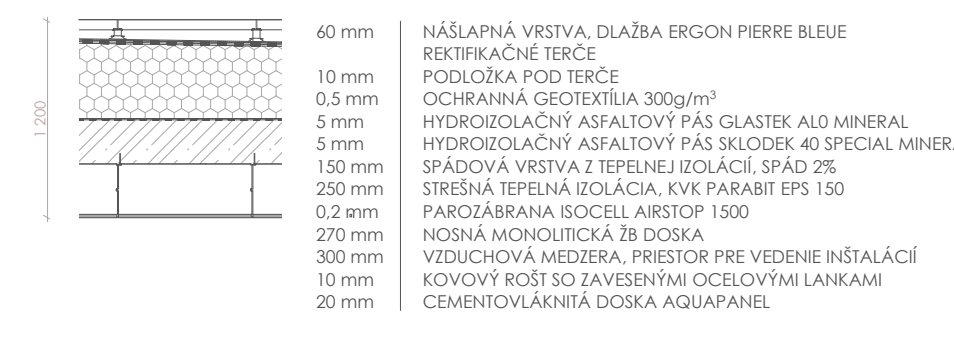 1 200
60 mm NÁŠLAPNÁ VRSTVA, DLAŽBA ERGON PIERRE BLEUE
REKTIFIKAČNÉ TERČE
10 mm PODLOŽKA POD TERČE
0,5 mm OCHRANNÁ GEOTEXTÍLIA 300g/m³
5 mm HYDROIZOLAČNÝ ASFALTOVÝ PÁS GLASTEK AL0 MINERAL
5 mm HYDROIZOLAČNÝ ASFALTOVÝ PÁS SKLODEK 40 SPECIAL MINER
150 mm SPÁDOVÁ VRSTVA Z TEPELNEJ IZOLÁCIÍ, SPÁD 2%
250 mm STREŠNÁ TEPELNÁ IZOLÁCIA, KVK PARABIT EPS 150
0,2 mm PAROZÁBRANA ISOCELL AIRSTOP 1500
270 mm NOSNÁ MONOLITICKÁ ŽB DOSKA
300 mm VZDUCHOVÁ MEDZERA, PRIESTOR PRE VEDENIE INŠTALÁCIÍ
10 mm KOVOVÝ ROŠT SO ZAVESENÝMI OCELOVÝMI LANKAMI
20 mm CEMENTOVLÁKNITÁ DOSKA AQUAPANEL